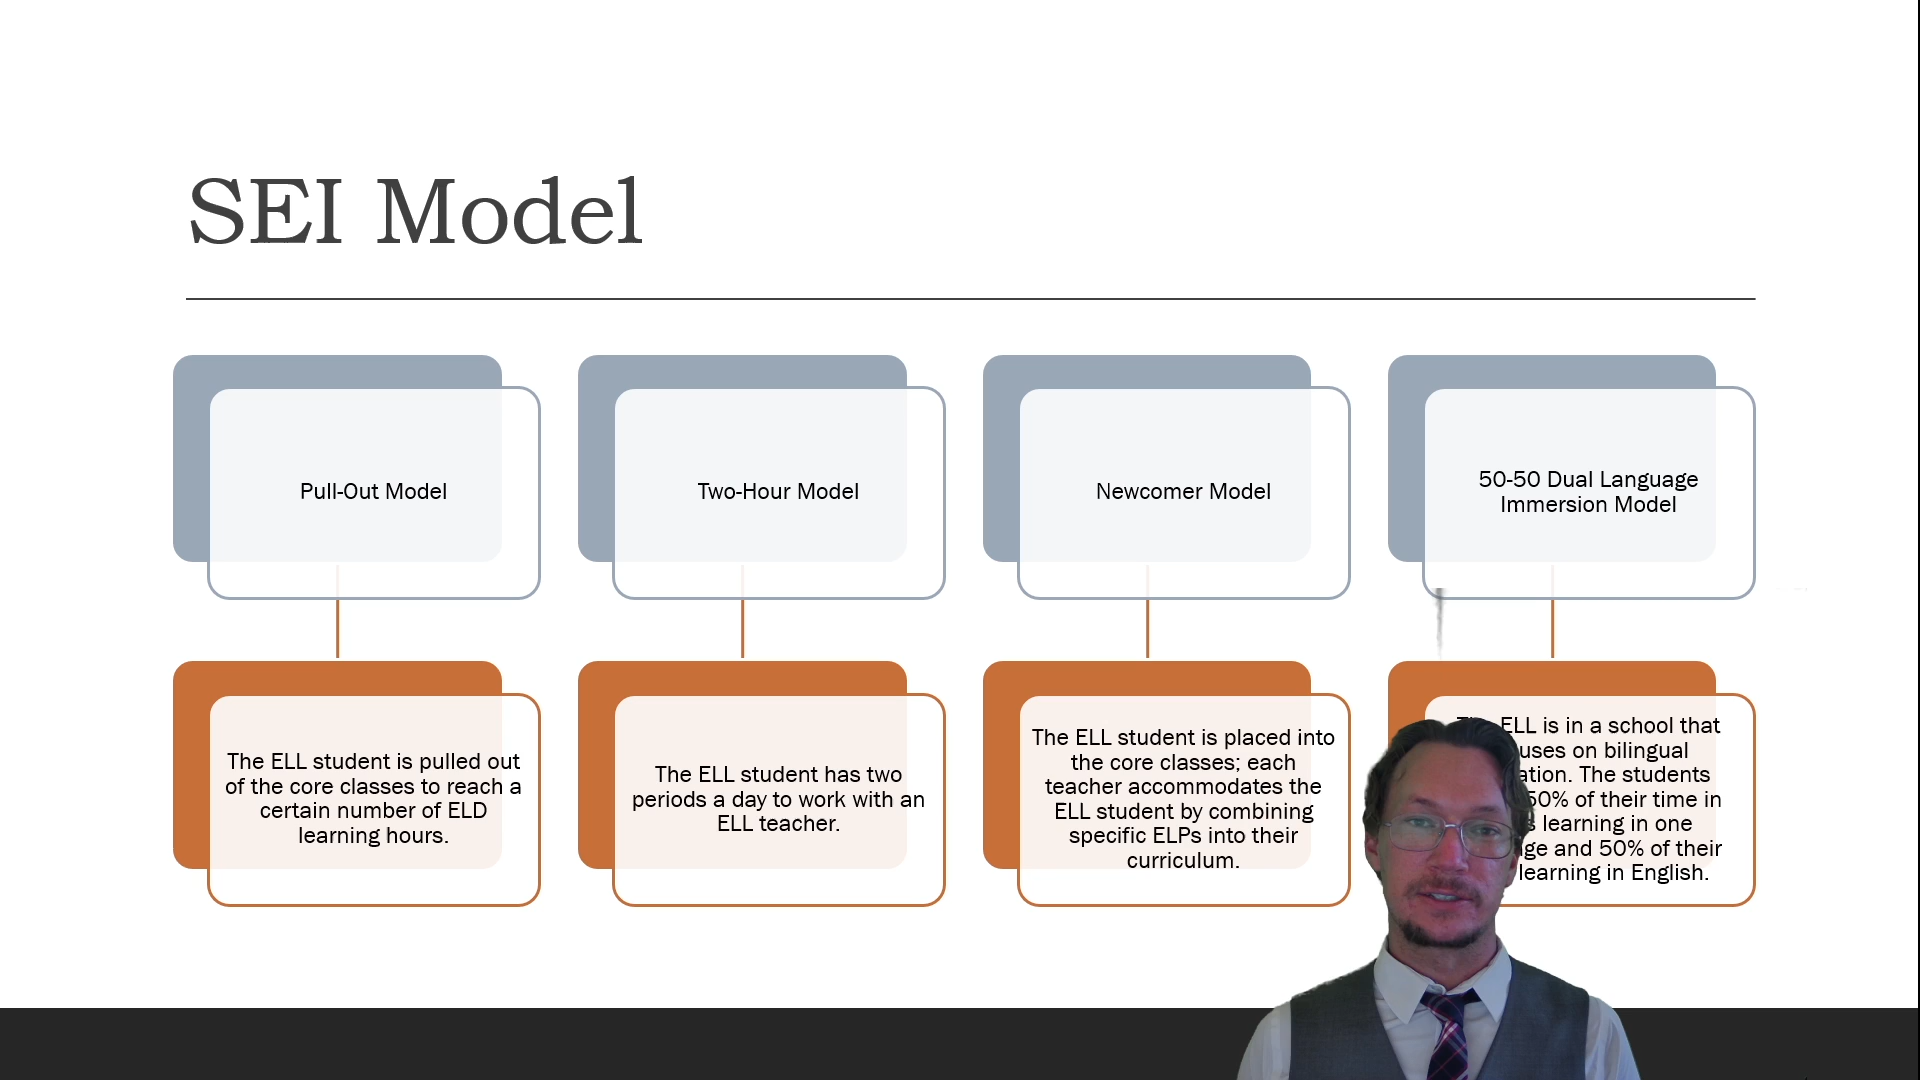 SEI Model
Pull-Out Model
Two-Hour Model
Newcomer Model
50-50 Dual Language
Immersion Model
The ELL student is pulled out
of the core classes to reach a
certain number of ELD
learning hours.
The ELL student has two
periods a day to work with an
ELL teacher.
The ELL student is placed into
the core classes; each
teacher accommodates the
ELL student by combining
specific ELPs into their
curriculum.
ELL is in a school that
on bilingual
The students
50% of their time in
learning in one
and 50% of their
learning in English.